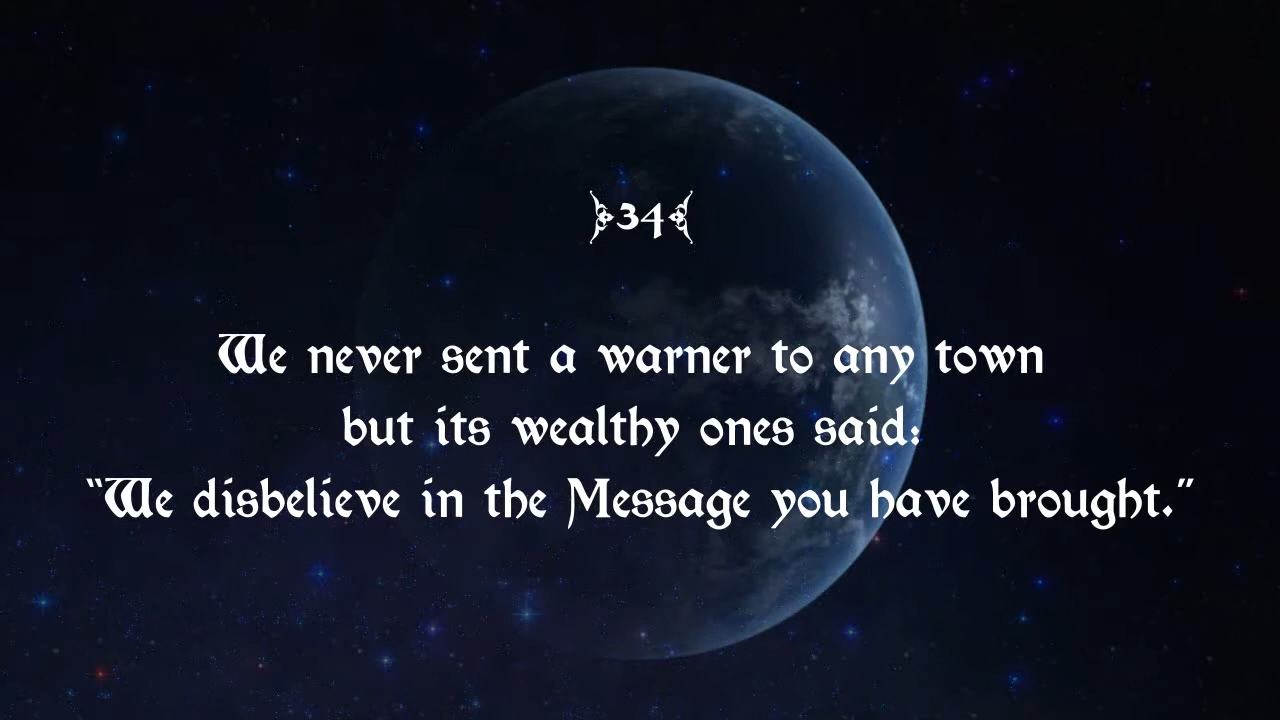 34
We never sent a warner to any town
but its wealthy ones said:
“We disbelieve in the Message you have brought.”